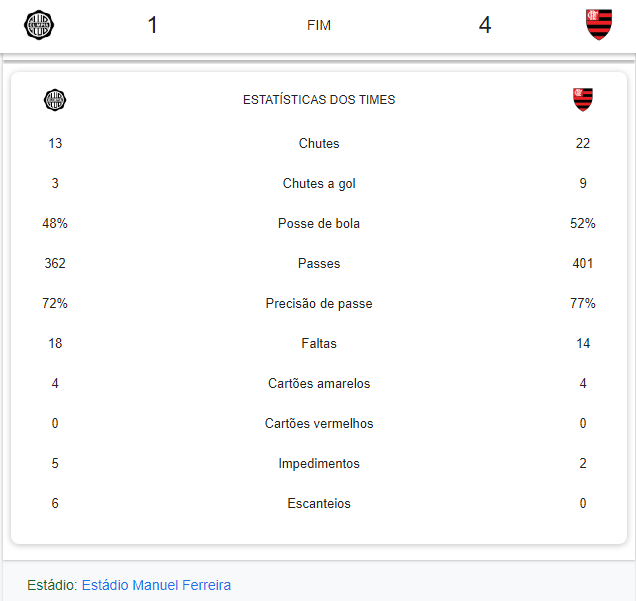 1 FIM 4
ESTATÍSTICAS DOS TIMES
13 Chutes 22
3 Chutes a gol 9
48% Posse de bola 52%
362 Passes 401
72% Precisão de passe 77%
18 Faltas 14
4 Cartões amarelos 4
0 Cartões vermelhos 0
5 Impedimentos 2
6 Escanteios 0
Estádio: Estádio Manuel Ferreira